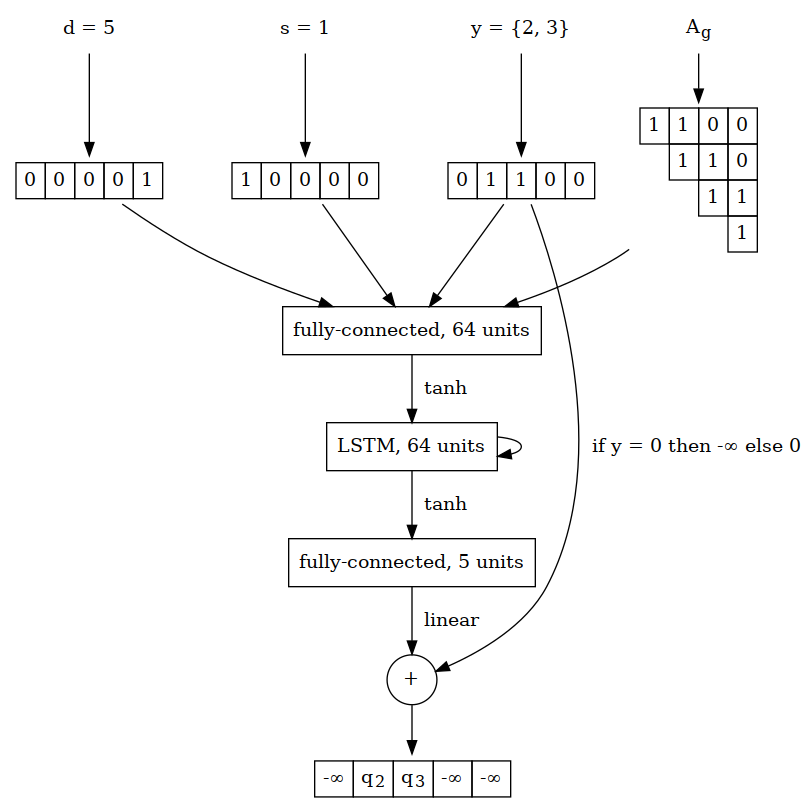 d = 5
s = 1
y = {2, 3}
A_g
0 0 0 0 1
1 0 0 0 0
0 1 1 0 0
1 1 0 0
1 1 0
1 1
1
fully-connected, 64 units
tanh
LSTM, 64 units
if y = 0 then -∞ else 0
tanh
fully-connected, 5 units
linear
+
-∞ q_2 q_3 -∞ -∞